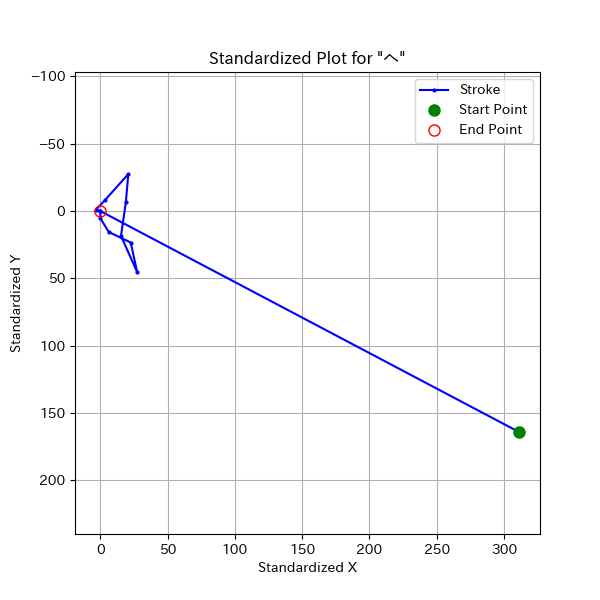 Standardized Plot for "へ"
Stroke
Start Point
End Point
−100
−50
0
50
100
150
200
Standardized Y
0 50 100 150 200 250 300
Standardized X